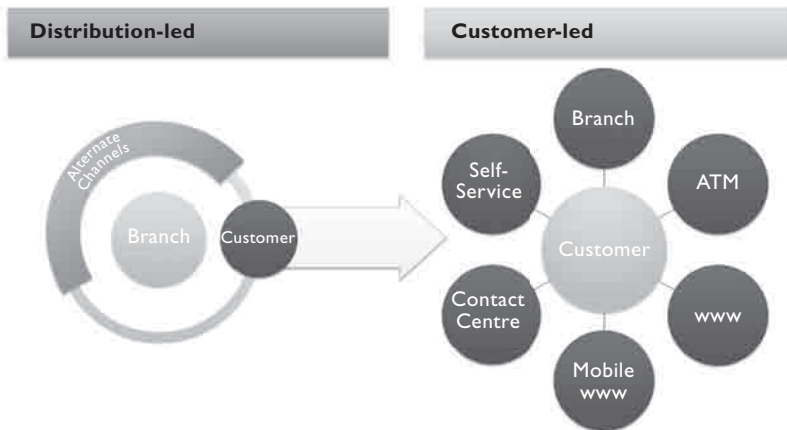 Distribution-led
Customer-led
Alternate
Channels
Branch
Customer
Branch
Self-
Service
ATM
Customer
Contact
Centre
www
Mobile
www